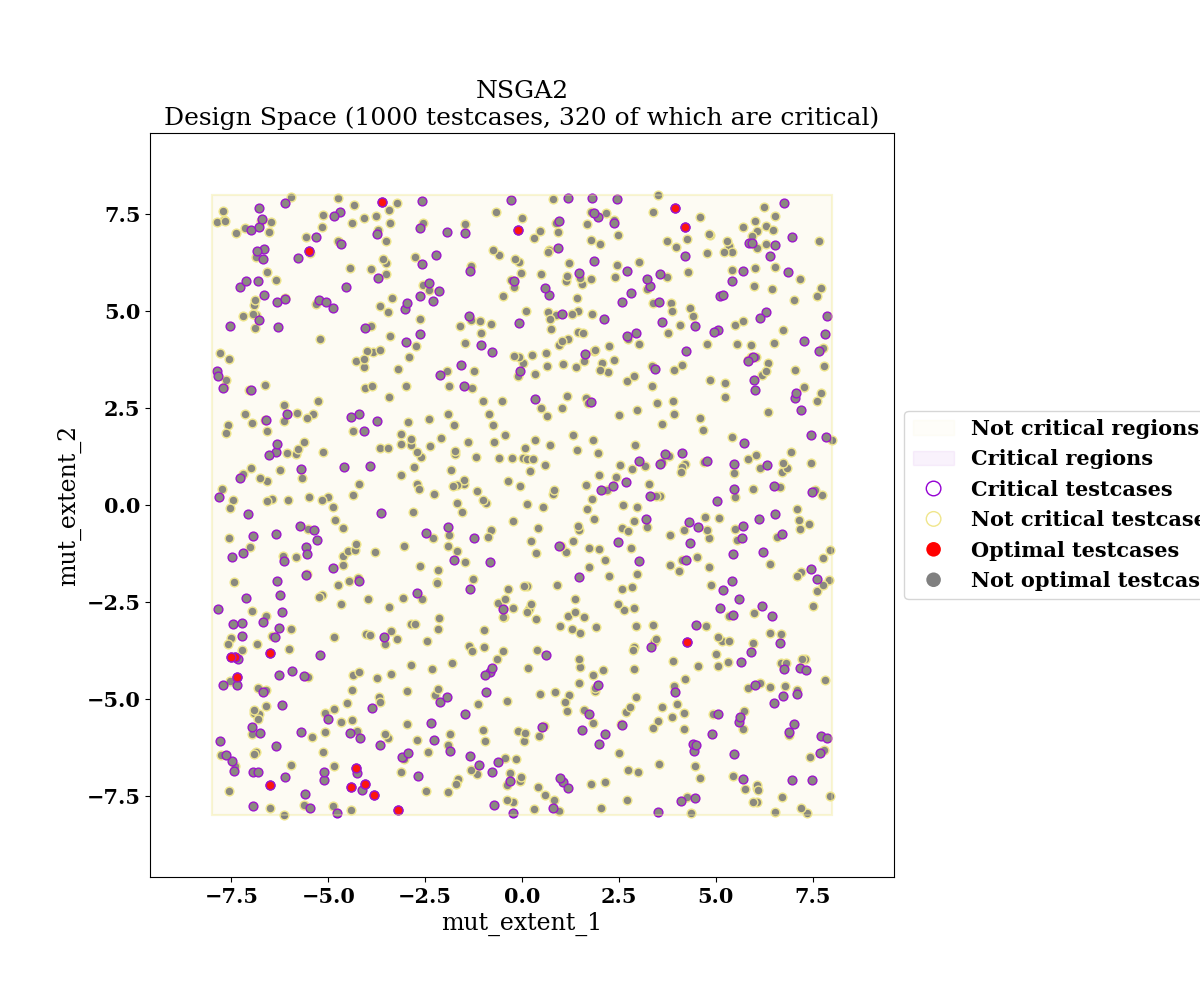 NSGA2
Design Space (1000 testcases, 320 of which are critical)
mut_extent_2
7.5
5.0
2.5
0.0
−2.5
−5.0
−7.5
−7.5
−5.0
−2.5
0.0
2.5
5.0
7.5
mut_extent_1
Not critical regions
Critical regions
Critical testcases
Not critical testcase
Optimal testcases
Not optimal testcas